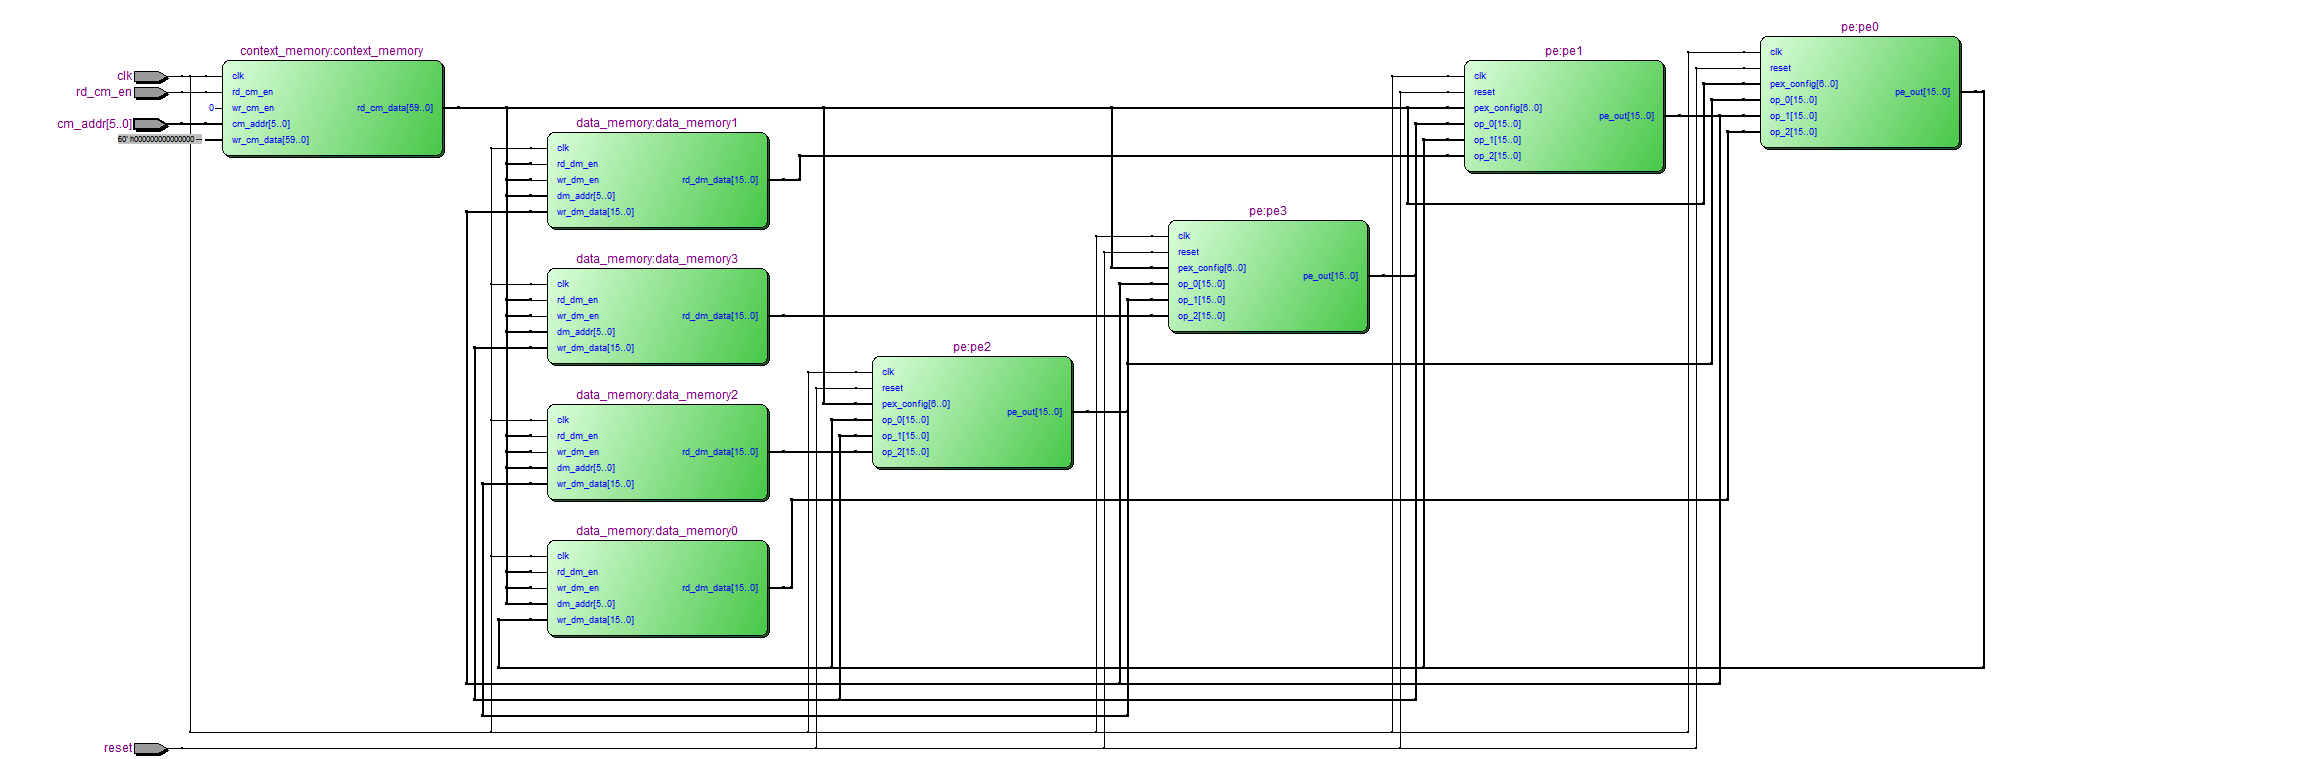 clk
rd_cm_en
cm_addr[5..0]
reset
context_memory:context_memory
clk
rd_cm_en
0
wr_cm_en
cm_addr[5..0]
60' h000000000000000 --
wr_cm_data[59..0]
rd_cm_data[59..0]
data_memory:data_memory1
clk
rd_dm_en
wr_dm_en
dm_addr[5..0]
wr_dm_data[15..0]
rd_dm_data[15..0]
data_memory:data_memory3
clk
rd_dm_en
wr_dm_en
dm_addr[5..0]
wr_dm_data[15..0]
rd_dm_data[15..0]
data_memory:data_memory2
clk
rd_dm_en
wr_dm_en
dm_addr[5..0]
wr_dm_data[15..0]
rd_dm_data[15..0]
data_memory:data_memory0
clk
rd_dm_en
wr_dm_en
dm_addr[5..0]
wr_dm_data[15..0]
rd_dm_data[15..0]
pe:pe2
clk
reset
pex_config[6..0]
op_0[15..0]
op_1[15..0]
op_2[15..0]
pe_out[15..0]
pe:pe3
clk
reset
pex_config[6..0]
op_0[15..0]
op_1[15..0]
op_2[15..0]
pe_out[15..0]
pe:pe1
clk
reset
pex_config[6..0]
op_0[15..0]
op_1[15..0]
op_2[15..0]
pe_out[15..0]
pe:pe0
clk
reset
pex_config[6..0]
op_0[15..0]
op_1[15..0]
op_2[15..0]
pe_out[15..0]